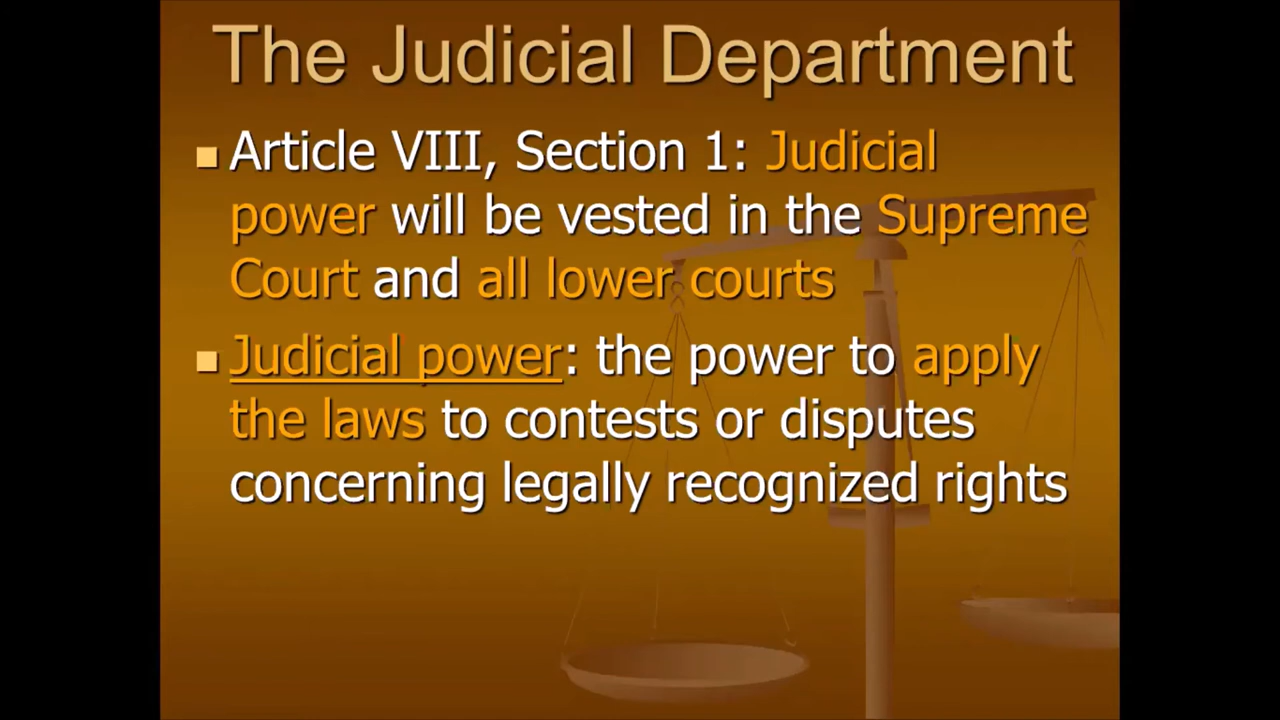 The Judicial Department
Article VIII, Section 1: Judicial
power will be vested in the Supreme
Court and all lower courts
Judicial power: the power to apply
the laws to contests or disputes
concerning legally recognized rights